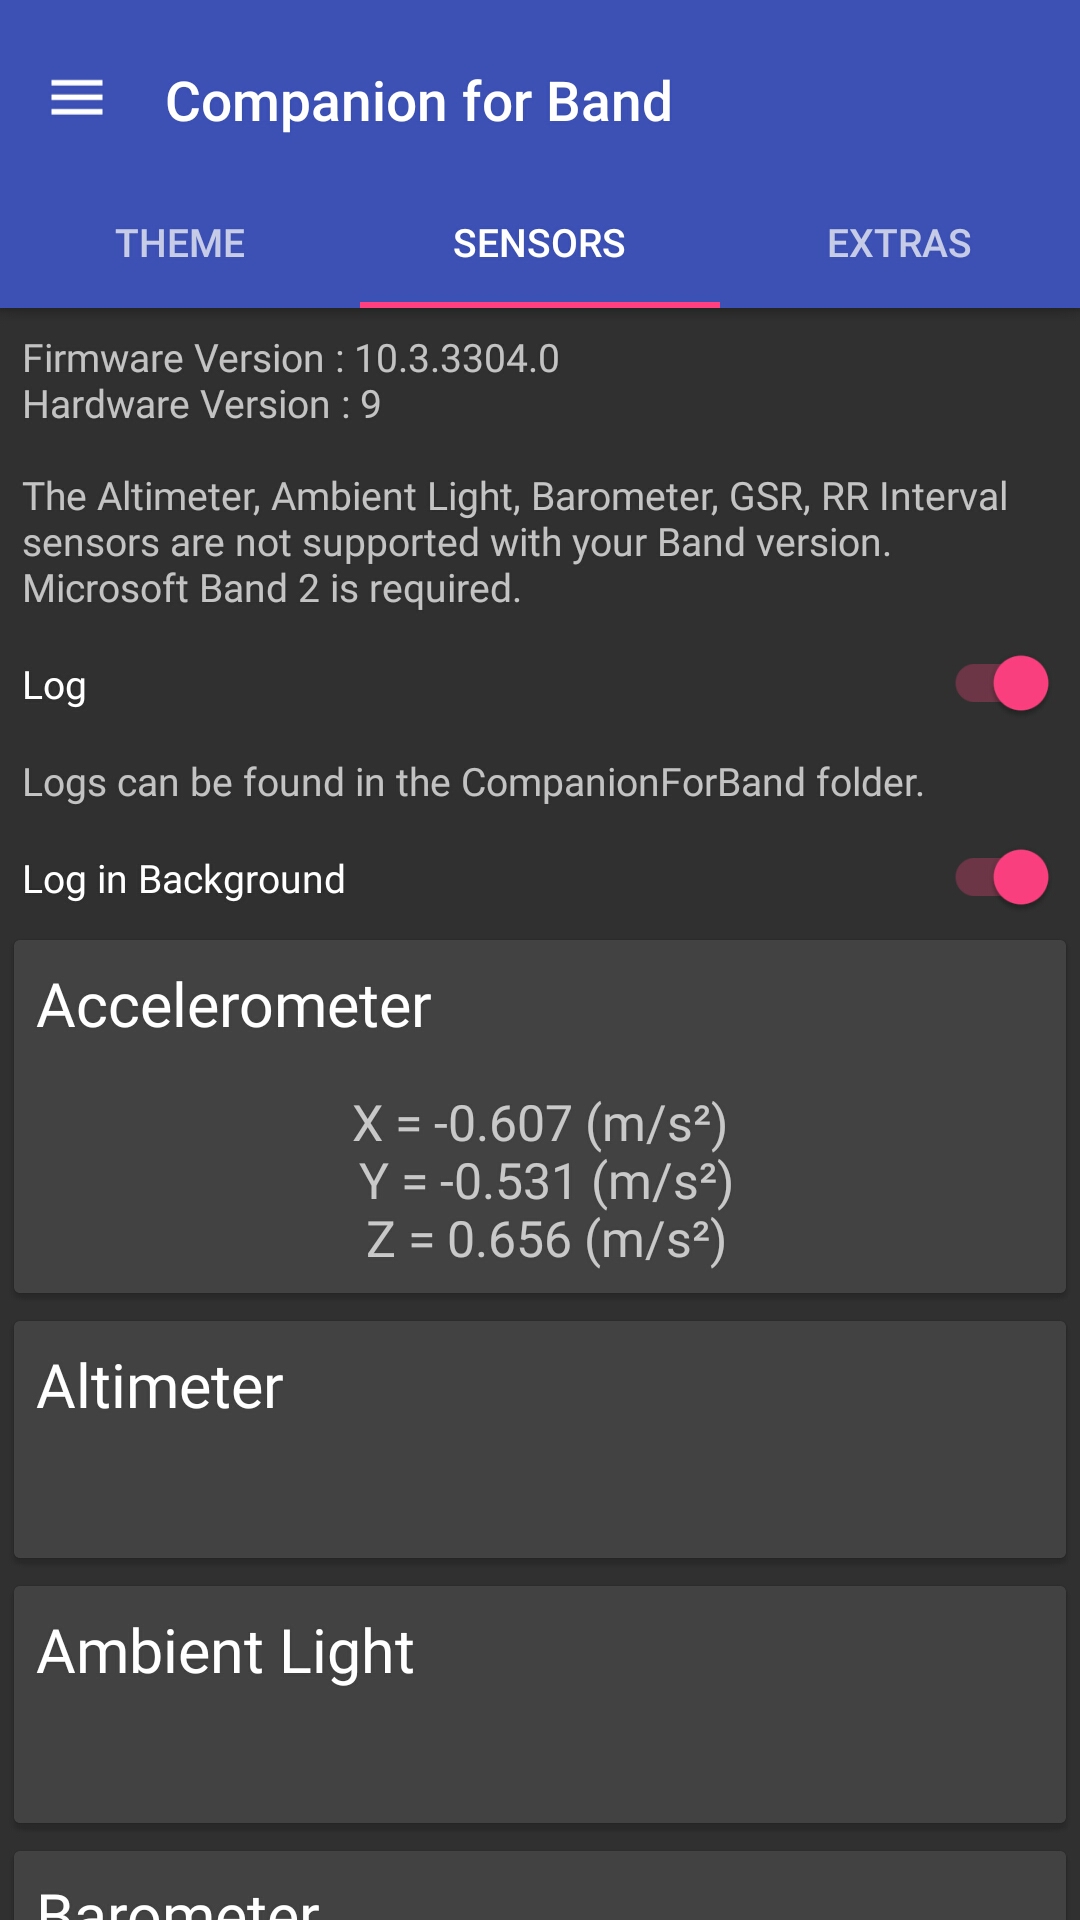 Companion for Band
THEME
SENSORS
EXTRAS
Firmware Version : 10.3.3304.0
Hardware Version : 9
The Altimeter, Ambient Light, Barometer, GSR, RR Interval
sensors are not supported with your Band version.
Microsoft Band 2 is required.
Log
Logs can be found in the CompanionForBand folder.
Log in Background
Accelerometer
X = -0.607 (m/s²)
Y = -0.531 (m/s²)
Z = 0.656 (m/s²)
Altimeter
Ambient Light
Barometer